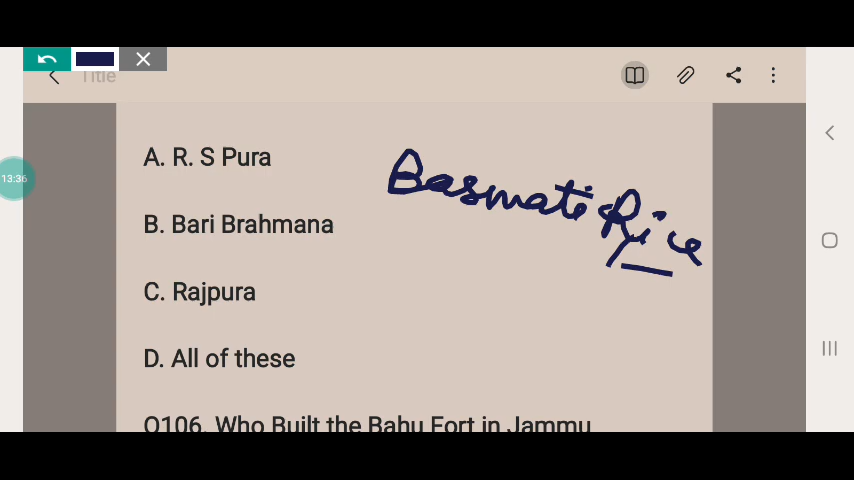 Title
13:36
A. R. S Pura
Basmati Rice
B. Bari Brahmana
C. Rajpura
D. All of these
Q106. Who Built the Bahu Fort in Jammu